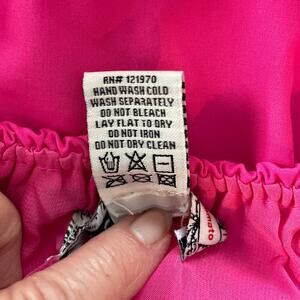 RN# 121970
HAND WASH COLD
WASH SEPARATELY
DO NOT BLEACH
LAY FLAT TO DRY
DO NOT IRON
DO NOT DRY CLEAN